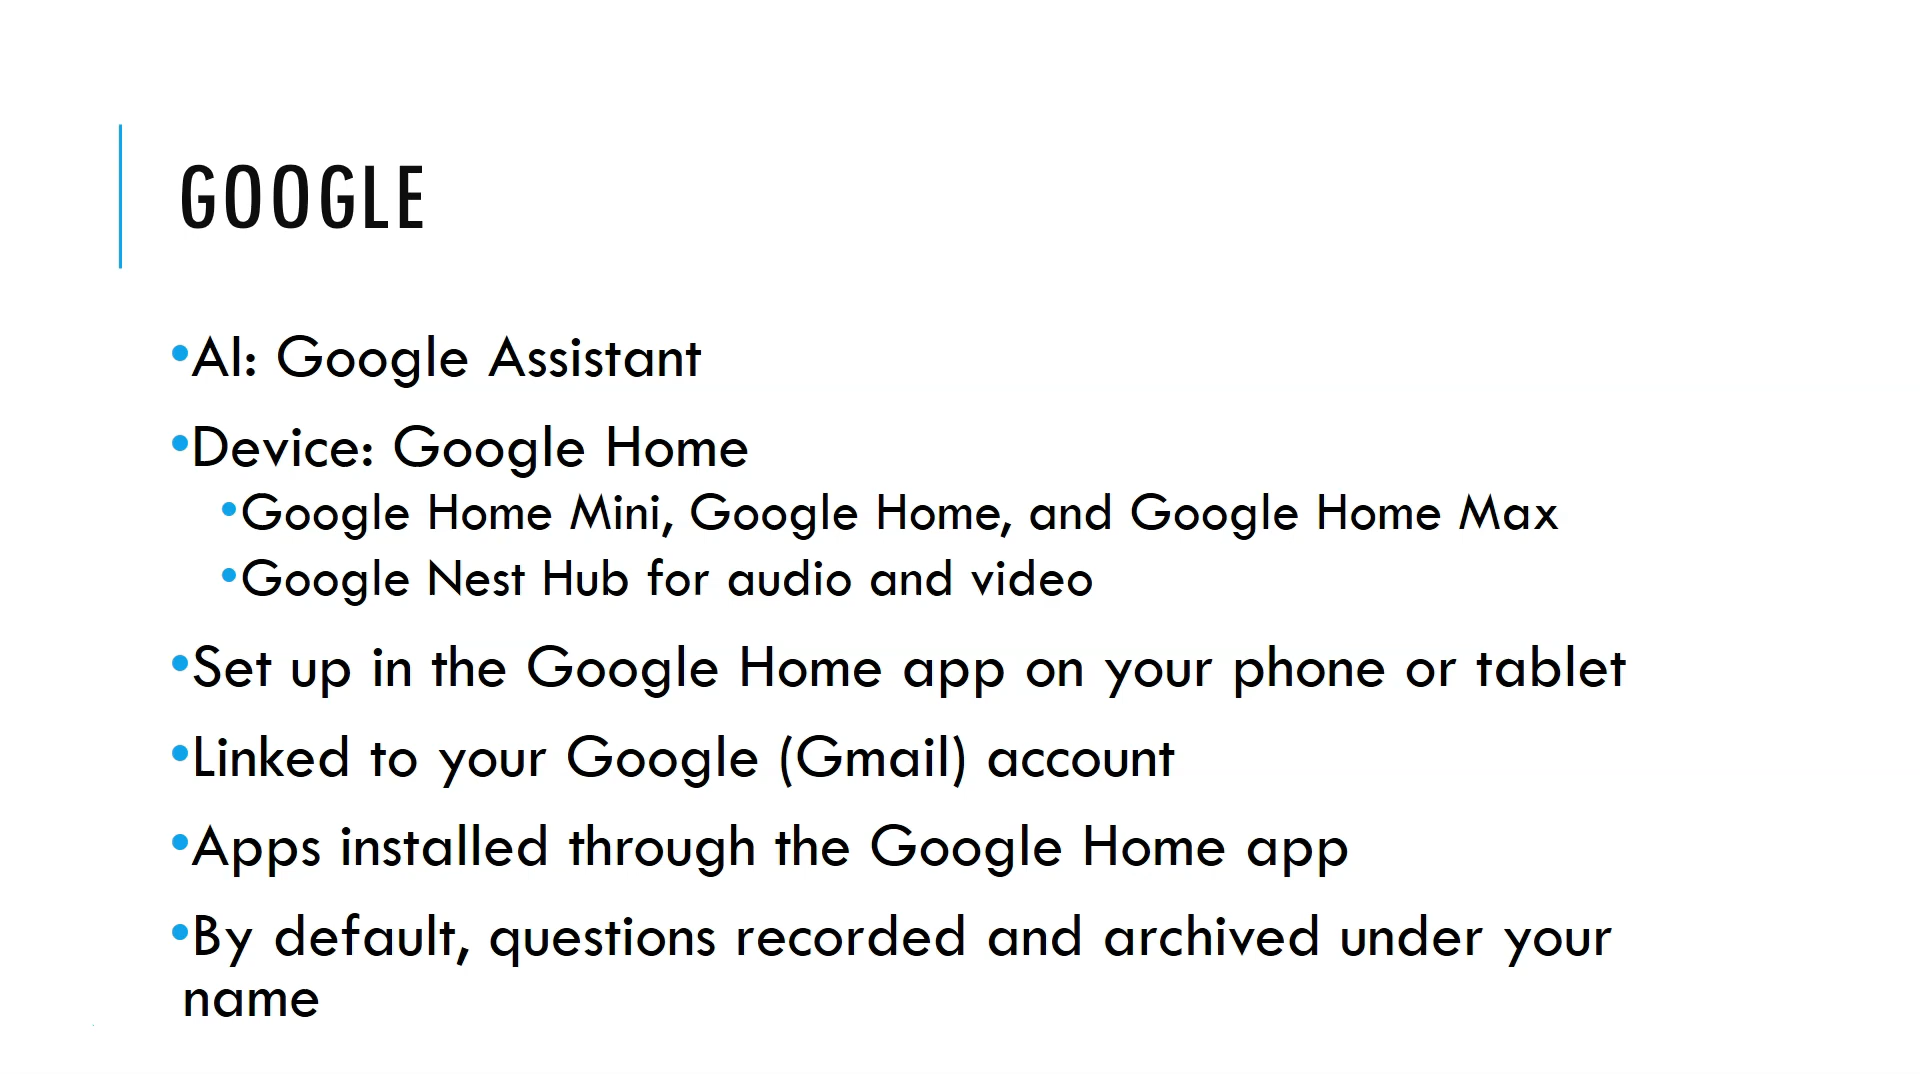 GOOGLE
•AI: Google Assistant
•Device: Google Home
•Google Home Mini, Google Home, and Google Home Max
•Google Nest Hub for audio and video
•Set up in the Google Home app on your phone or tablet
•Linked to your Google (Gmail) account
•Apps installed through the Google Home app
•By default, questions recorded and archived under your
name